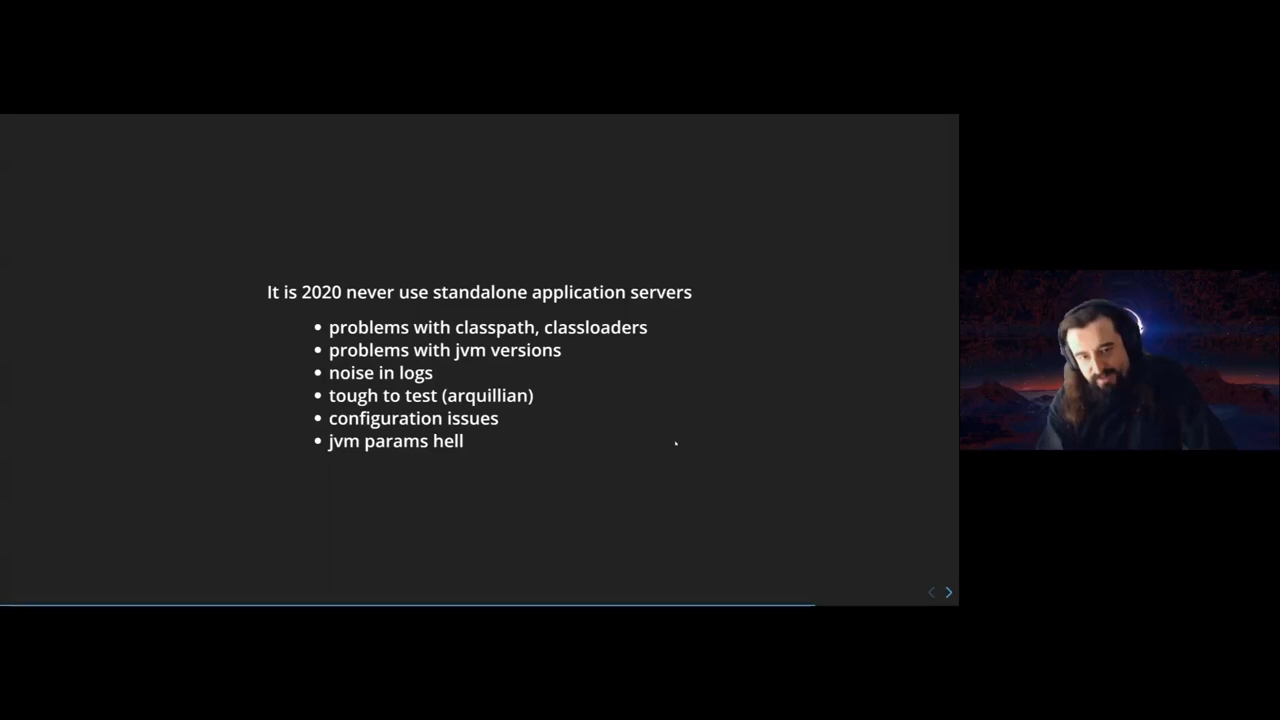 It is 2020 never use standalone application servers
• problems with classpath, classloaders
• problems with jvm versions
• noise in logs
• tough to test (arquillian)
• configuration issues
• jvm params hell